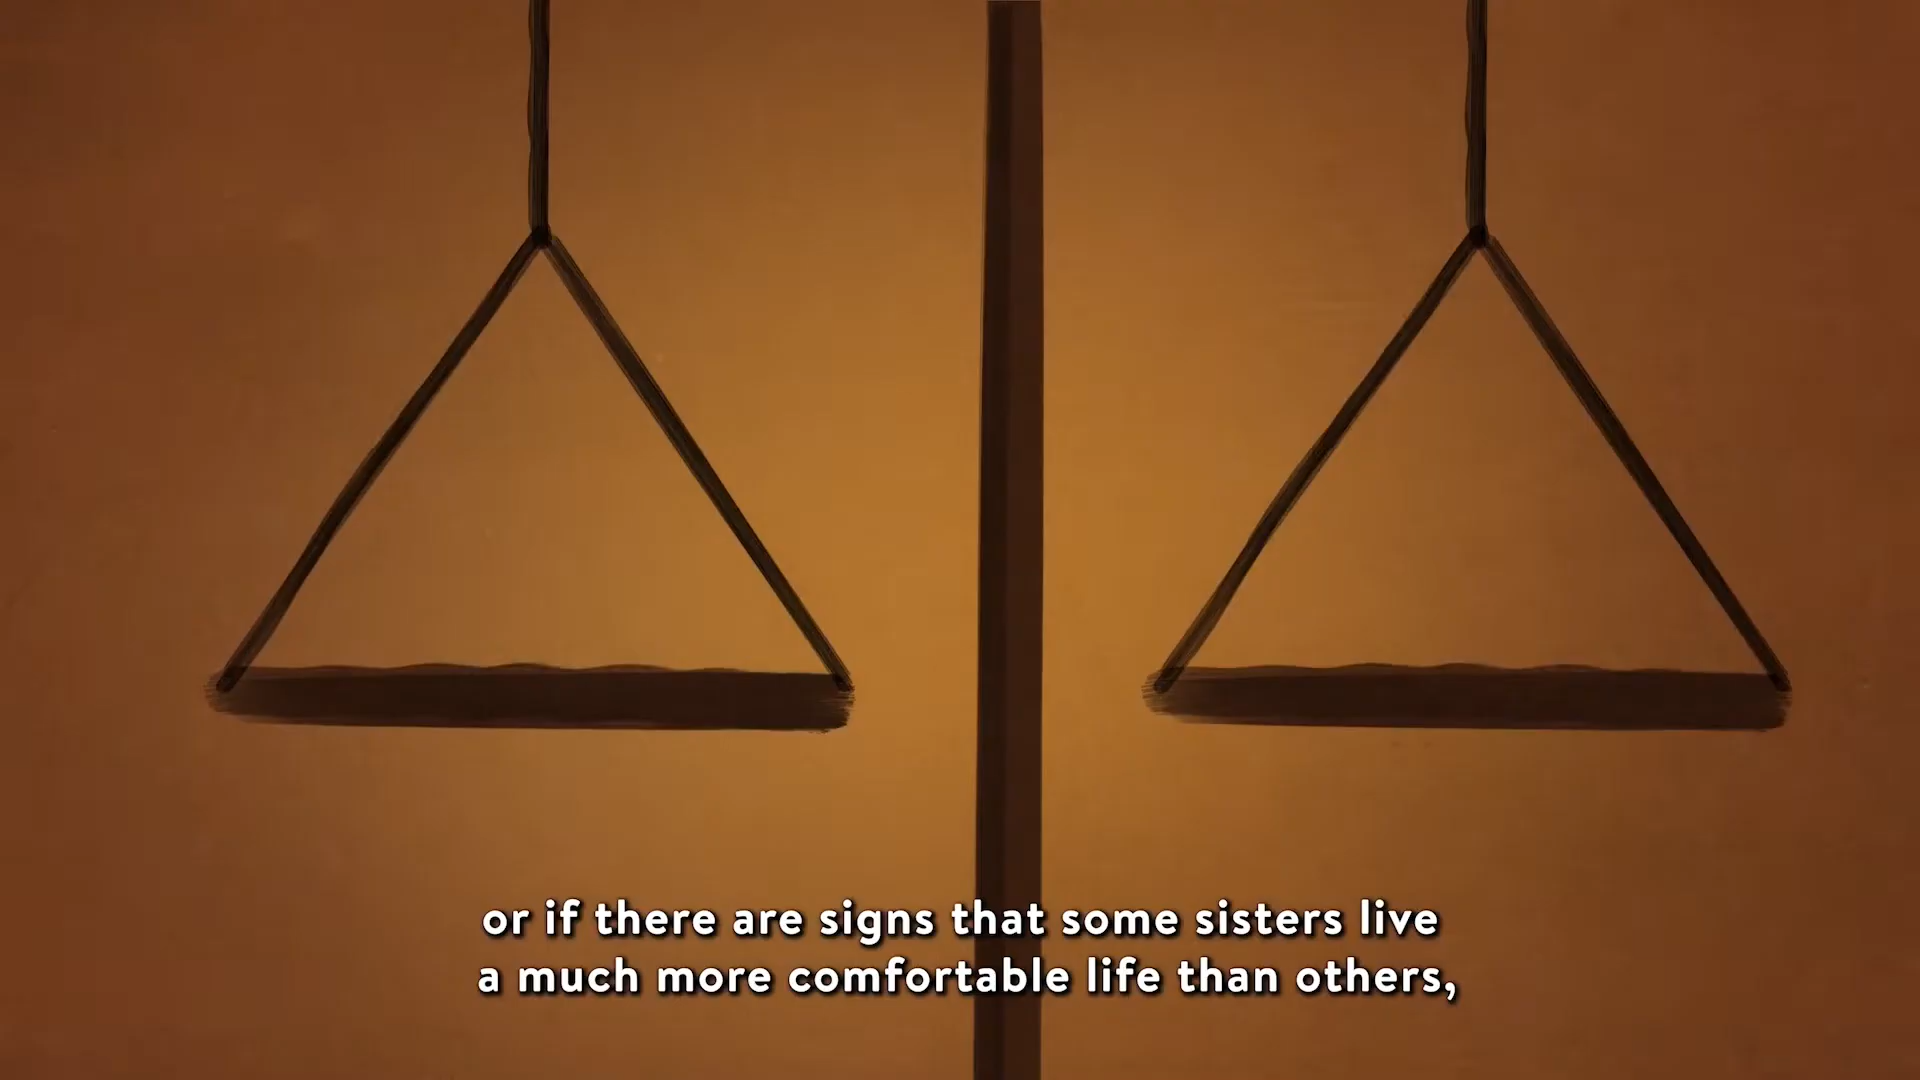 or if there are signs that some sisters live
a much more comfortable life than others,